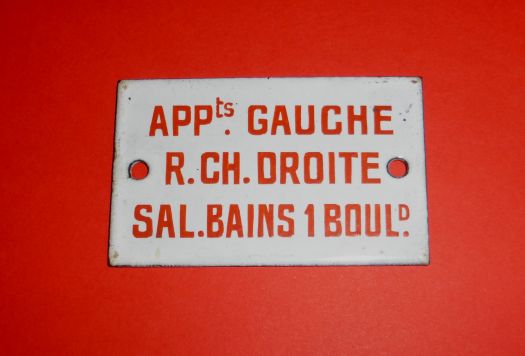 APPts. GAUCHE
R.CH. DROITE
SAL. BAINS 1 BOULD.